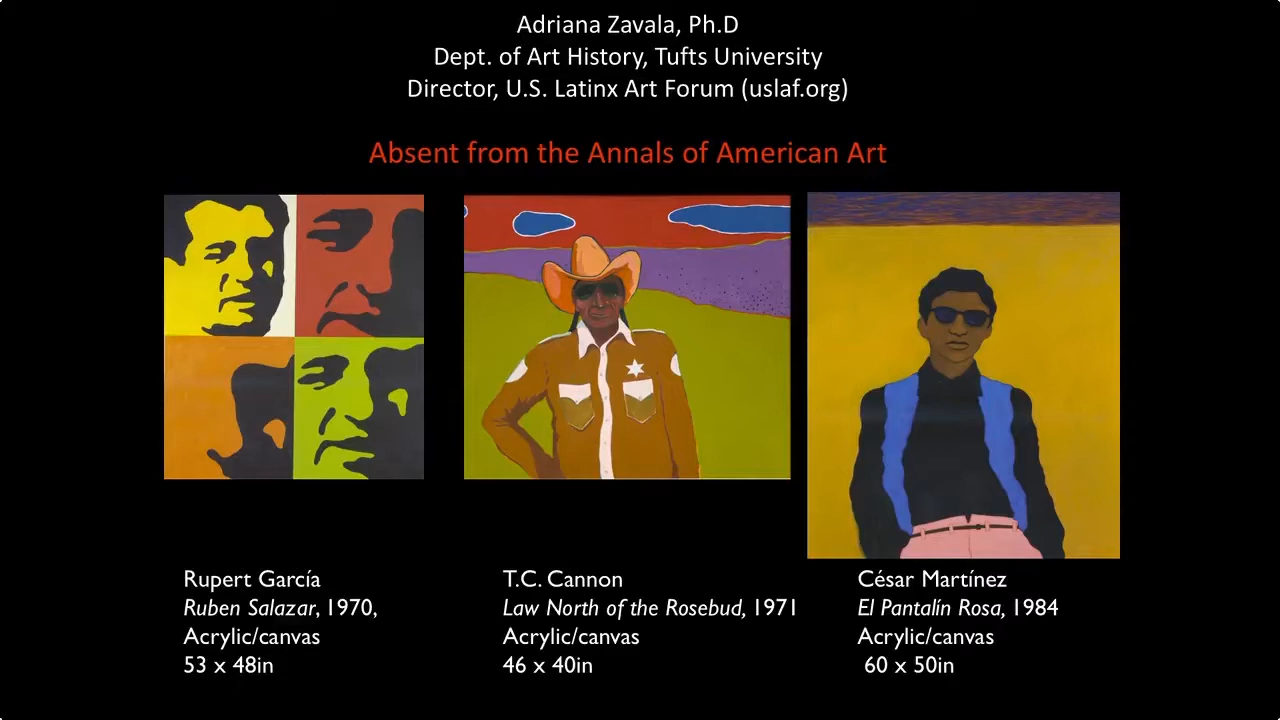 Adriana Zavala, Ph.D
Dept. of Art History, Tufts University
Director, U.S. Latinx Art Forum (uslaf.org)
Absent from the Annals of American Art
Rupert García
Ruben Salazar, 1970,
Acrylic/canvas
53 x 48in
T.C. Cannon
Law North of the Rosebud, 1971
Acrylic/canvas
46 x 40in
César Martínez
El Pantalín Rosa, 1984
Acrylic/canvas
60 x 50in